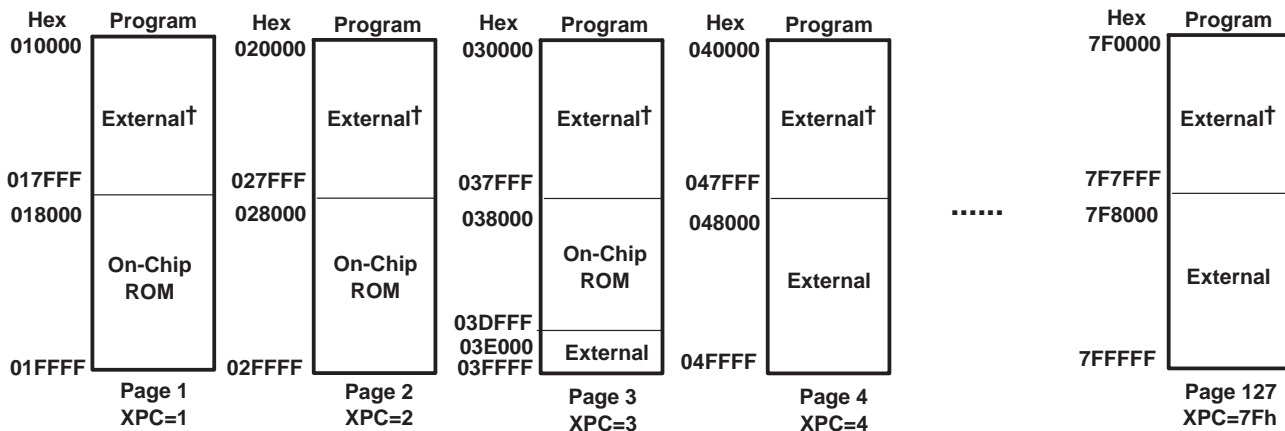 Hex Program
010000
External†
017FFF
018000
On-Chip
ROM
01FFFF
Page 1
XPC=1
Hex Program
020000
External†
027FFF
028000
On-Chip
ROM
02FFFF
Page 2
XPC=2
Hex Program
030000
External†
037FFF
038000
On-Chip
ROM
03DFFF
03E000
External
03FFFF
Page 3
XPC=3
Hex Program
040000
External†
047FFF
048000
External
04FFFF
Page 4
XPC=4
......
Hex Program
7F0000
External†
7F7FFF
7F8000
External
7FFFFF
Page 127
XPC=7Fh